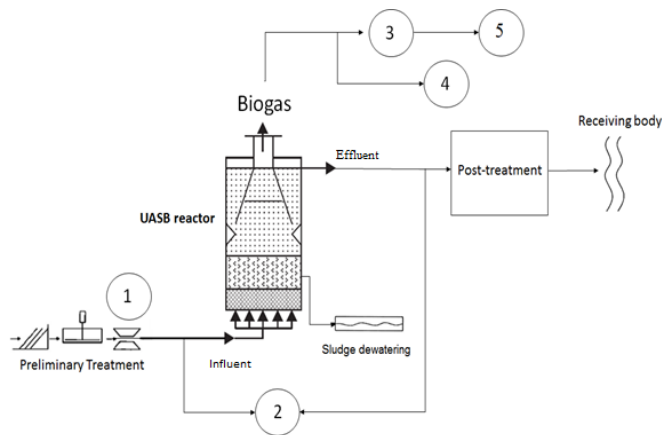 3
5
4
Biogas
Receiving body
Effluent
Post-treatment
UASB reactor
1
Sludge dewatering
Preliminary Treatment
Influent
2